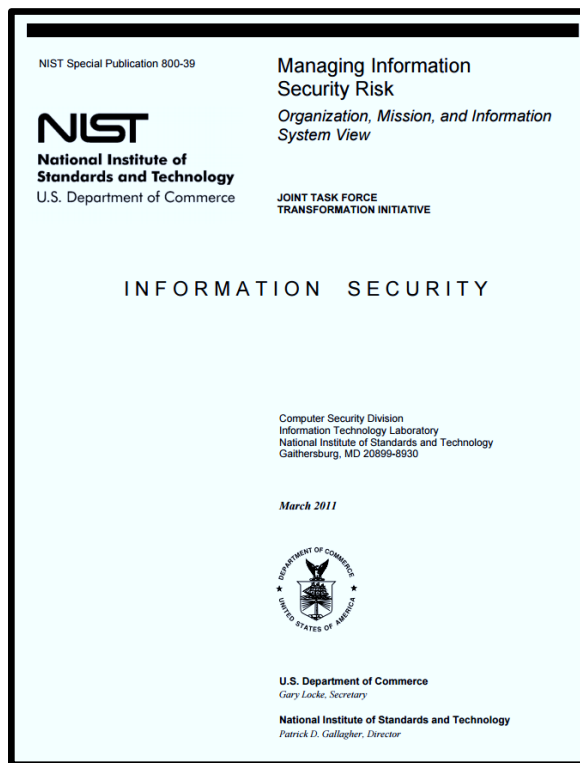 NIST Special Publication 800-39
Managing Information
Security Risk
Organization, Mission, and Information
System View
NIST
National Institute of
Standards and Technology
U.S. Department of Commerce
JOINT TASK FORCE
TRANSFORMATION INITIATIVE
INFORMATION SECURITY
Computer Security Division
Information Technology Laboratory
National Institute of Standards and Technology
Gaithersburg, MD 20899-8930
March 2011
DEPARTMENT OF COMMERCE
UNITED STATES OF AMERICA
U.S. Department of Commerce
Gary Locke, Secretary
National Institute of Standards and Technology
Patrick D. Gallagher, Director